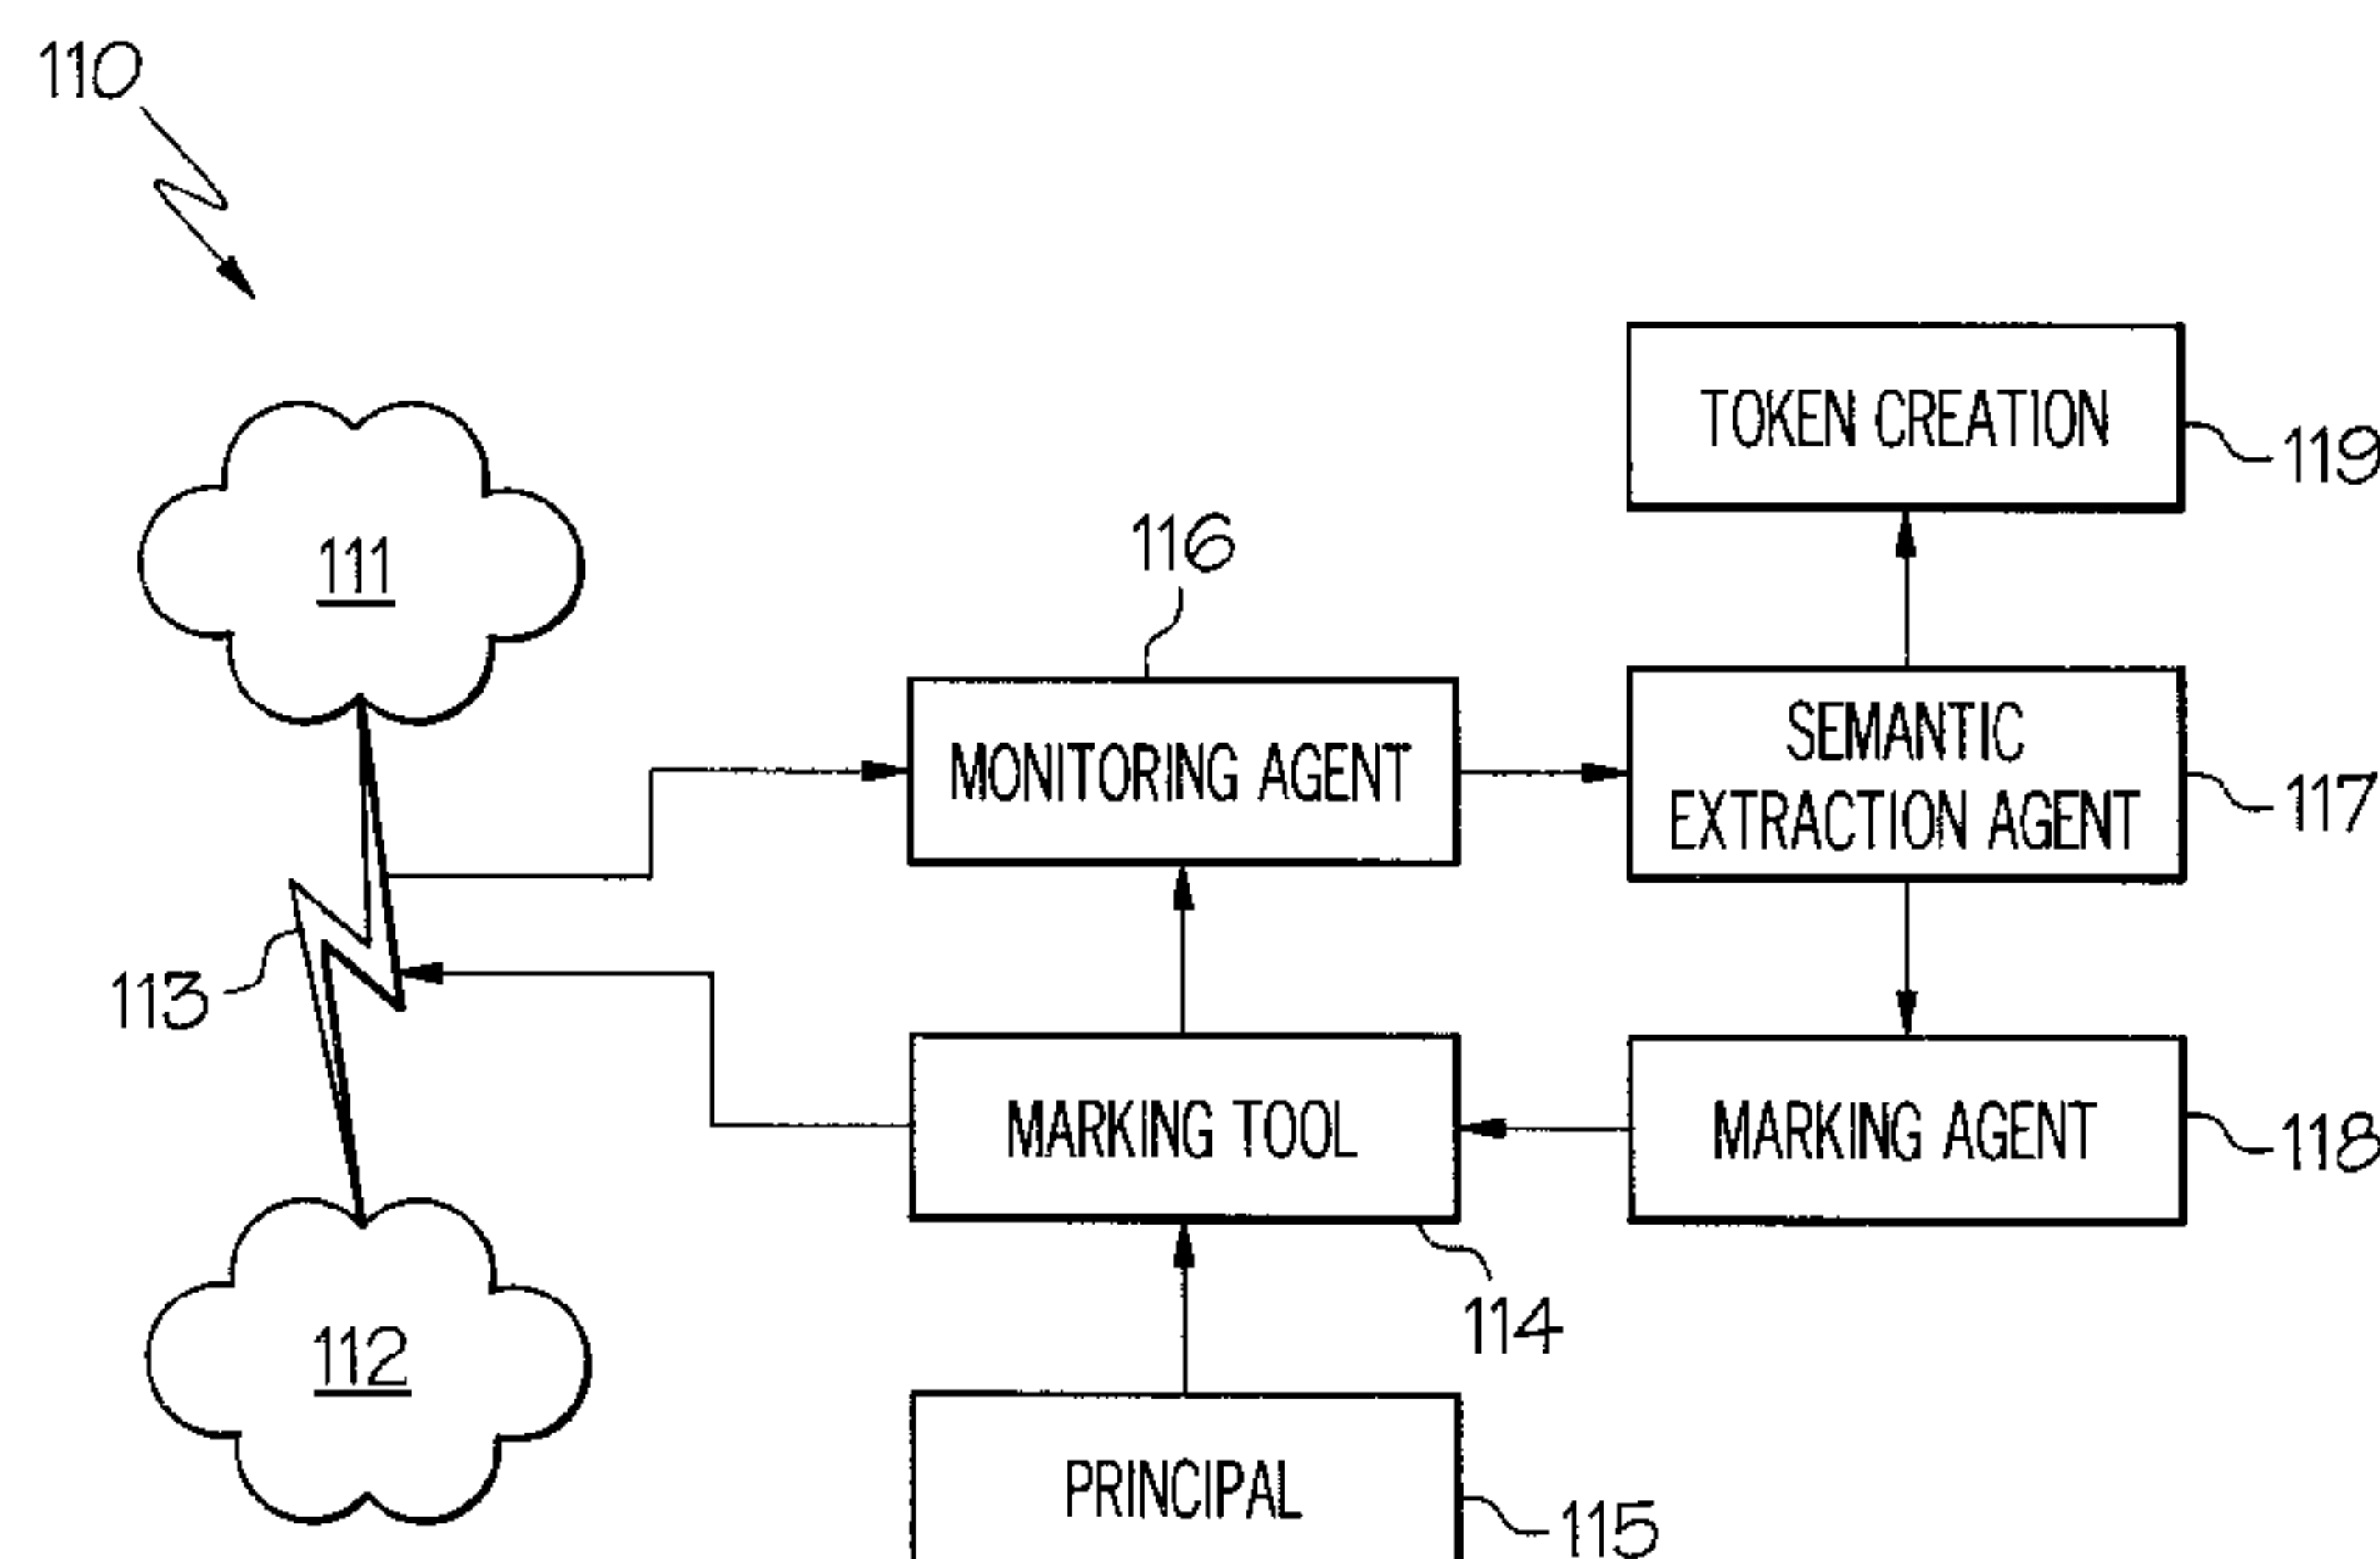 110
TOKEN CREATION
119
111
116
MONITORING AGENT
SEMANTIC
EXTRACTION AGENT
117
113
MARKING TOOL
MARKING AGENT
118
114
112
PRINCIPAL
115